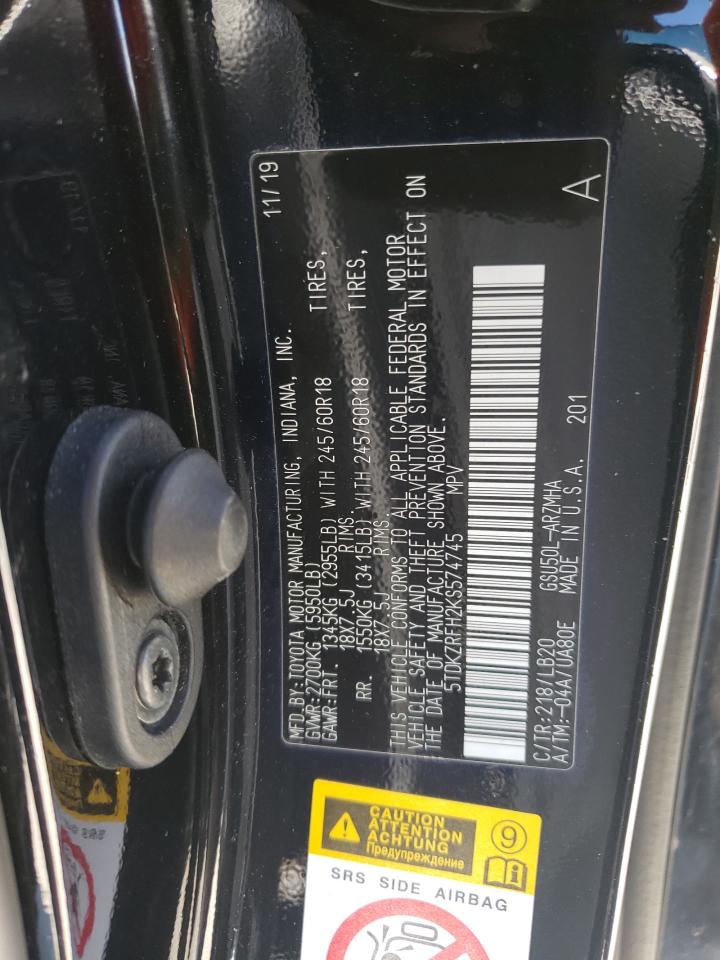 11/19
MFD.BY:TOYOTA MOTOR MANUFACTURING, INDIANA, INC.
GVWR:2700KG (5950LB)
GAWR:FRT. 1345KG (2955LB) WITH 245/60R18 TIRES,
18X7.5J RIMS.
RR. 1550KG (3415LB) WITH 245/60R18 TIRES,
18X7.5J RIMS.
THIS VEHICLE CONFORMS TO ALL APPLICABLE FEDERAL MOTOR
VEHICLE SAFETY AND THEFT PREVENTION STANDARDS IN EFFECT ON
THE DATE OF MANUFACTURE SHOWN ABOVE.
5TDKZRFH2KS574745 MPV
C/TR:218/LB20 GSU50L-ARZMHA
A/TM:-04A/UA80E MADE IN U.S.A. 201
A
CAUTION
ATTENTION
ACHTUNG
Предупреждение
9
SRS SIDE AIRBAG